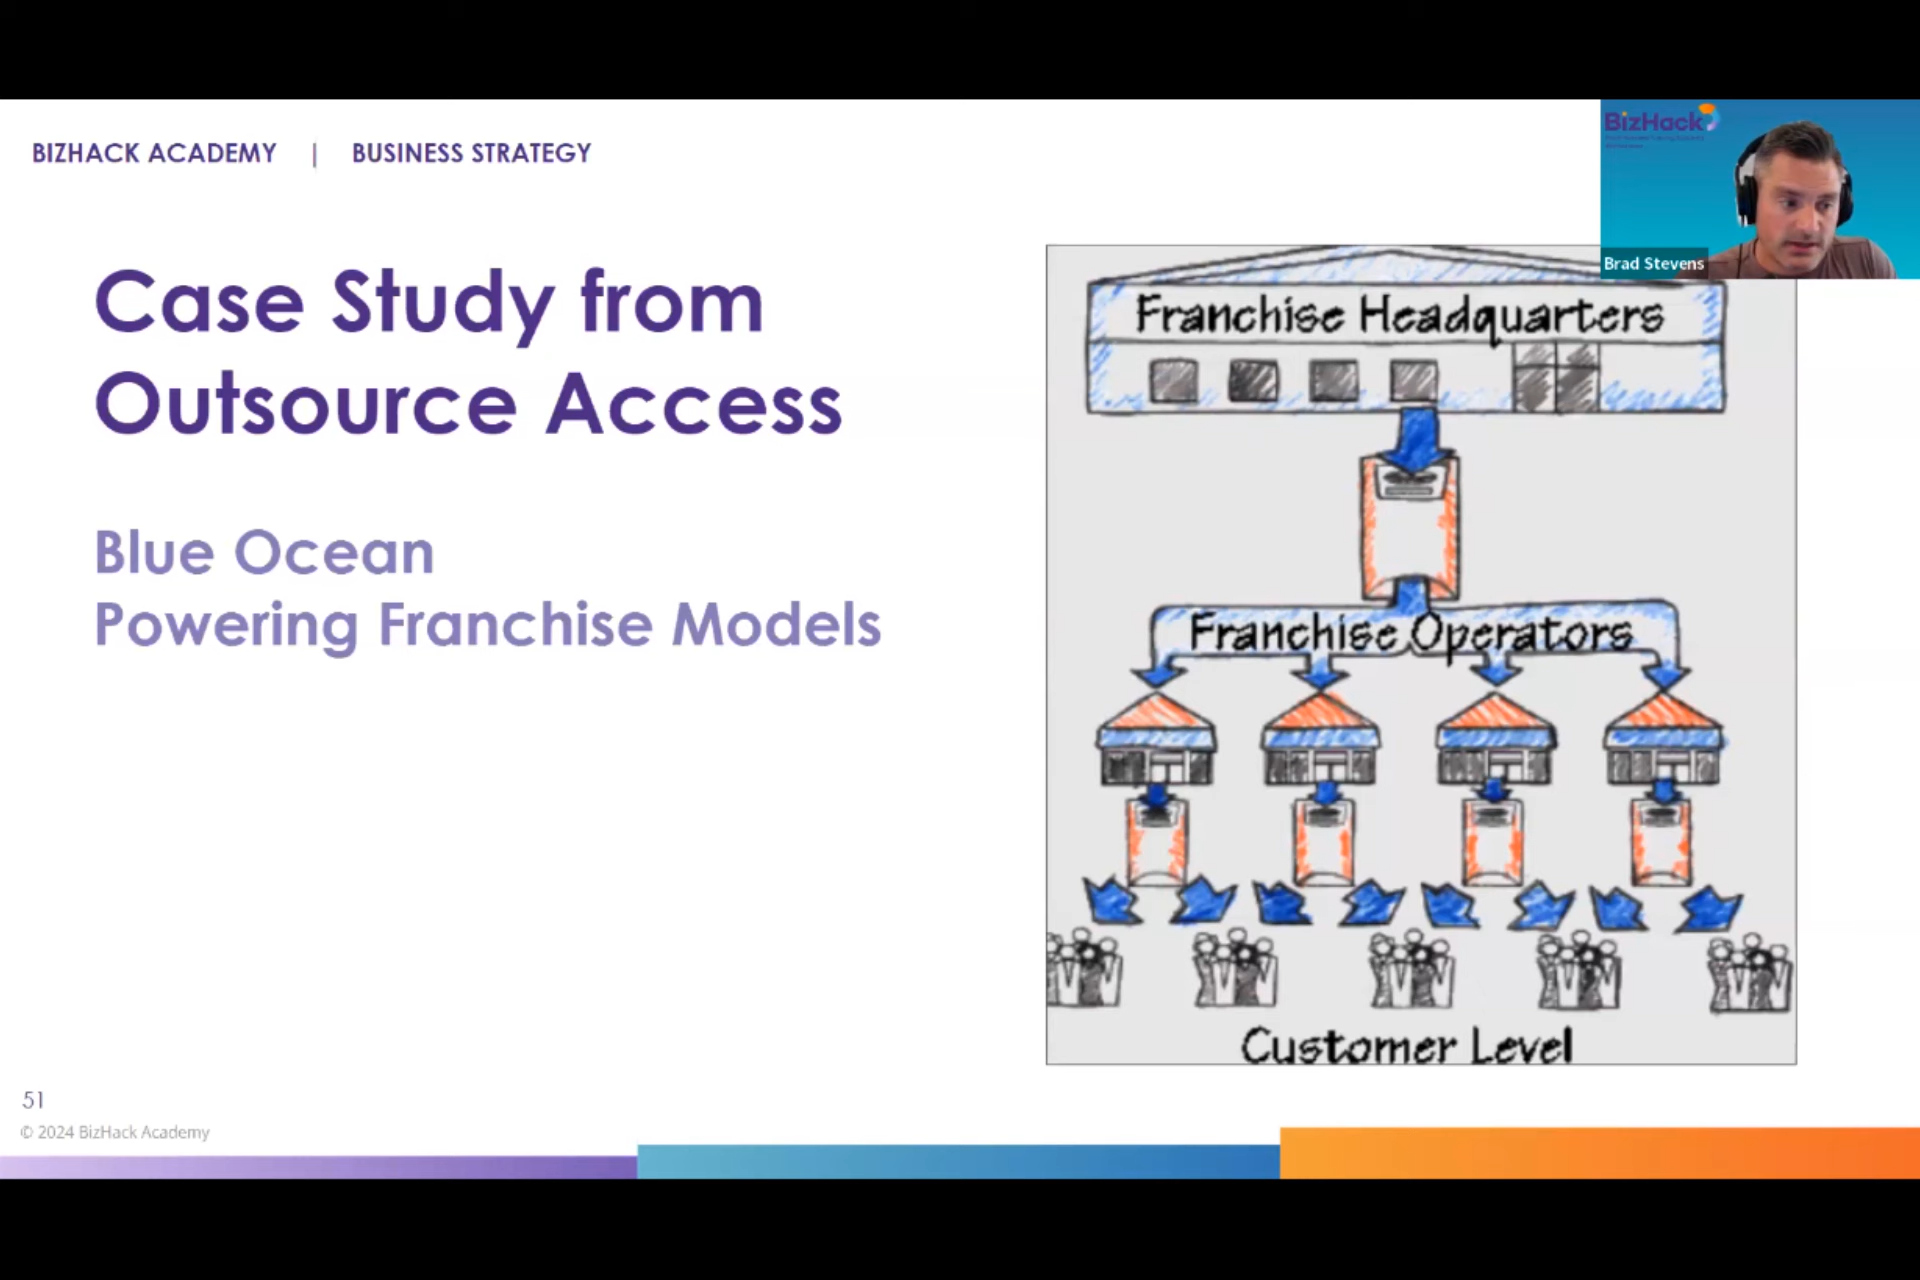 BIZHACK ACADEMY | BUSINESS STRATEGY
BizHack
Brad Stevens
Case Study from
Outsource Access
Blue Ocean
Powering Franchise Models
Franchise Headquarters
Franchise Operators
Customer Level
51
© 2024 BizHack Academy